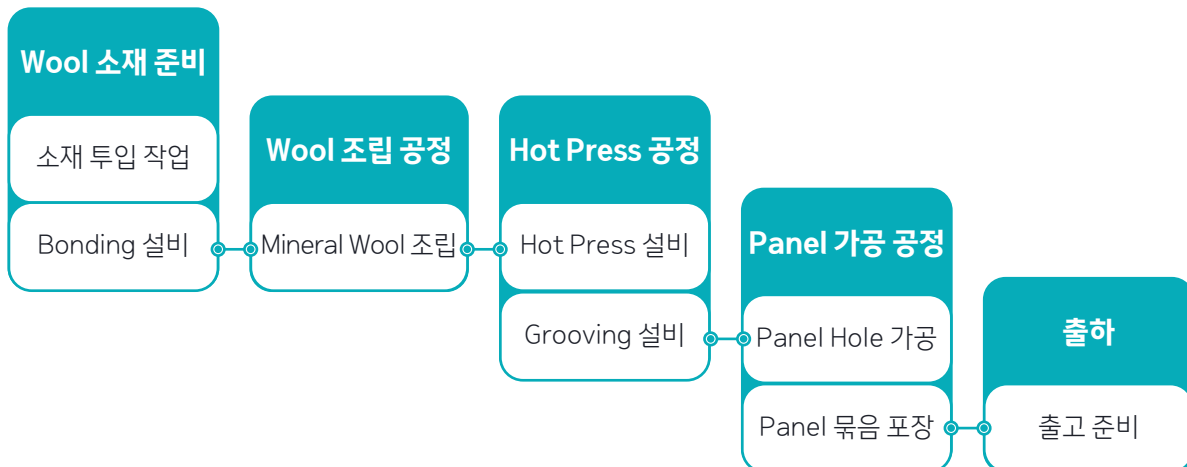 Wool 소재 준비
소재 투입 작업
Bonding 설비
Wool 조립 공정
Mineral Wool 조립
Hot Press 공정
Hot Press 설비
Grooving 설비
Panel 가공 공정
Panel Hole 가공
Panel 묶음 포장
출하
출고 준비